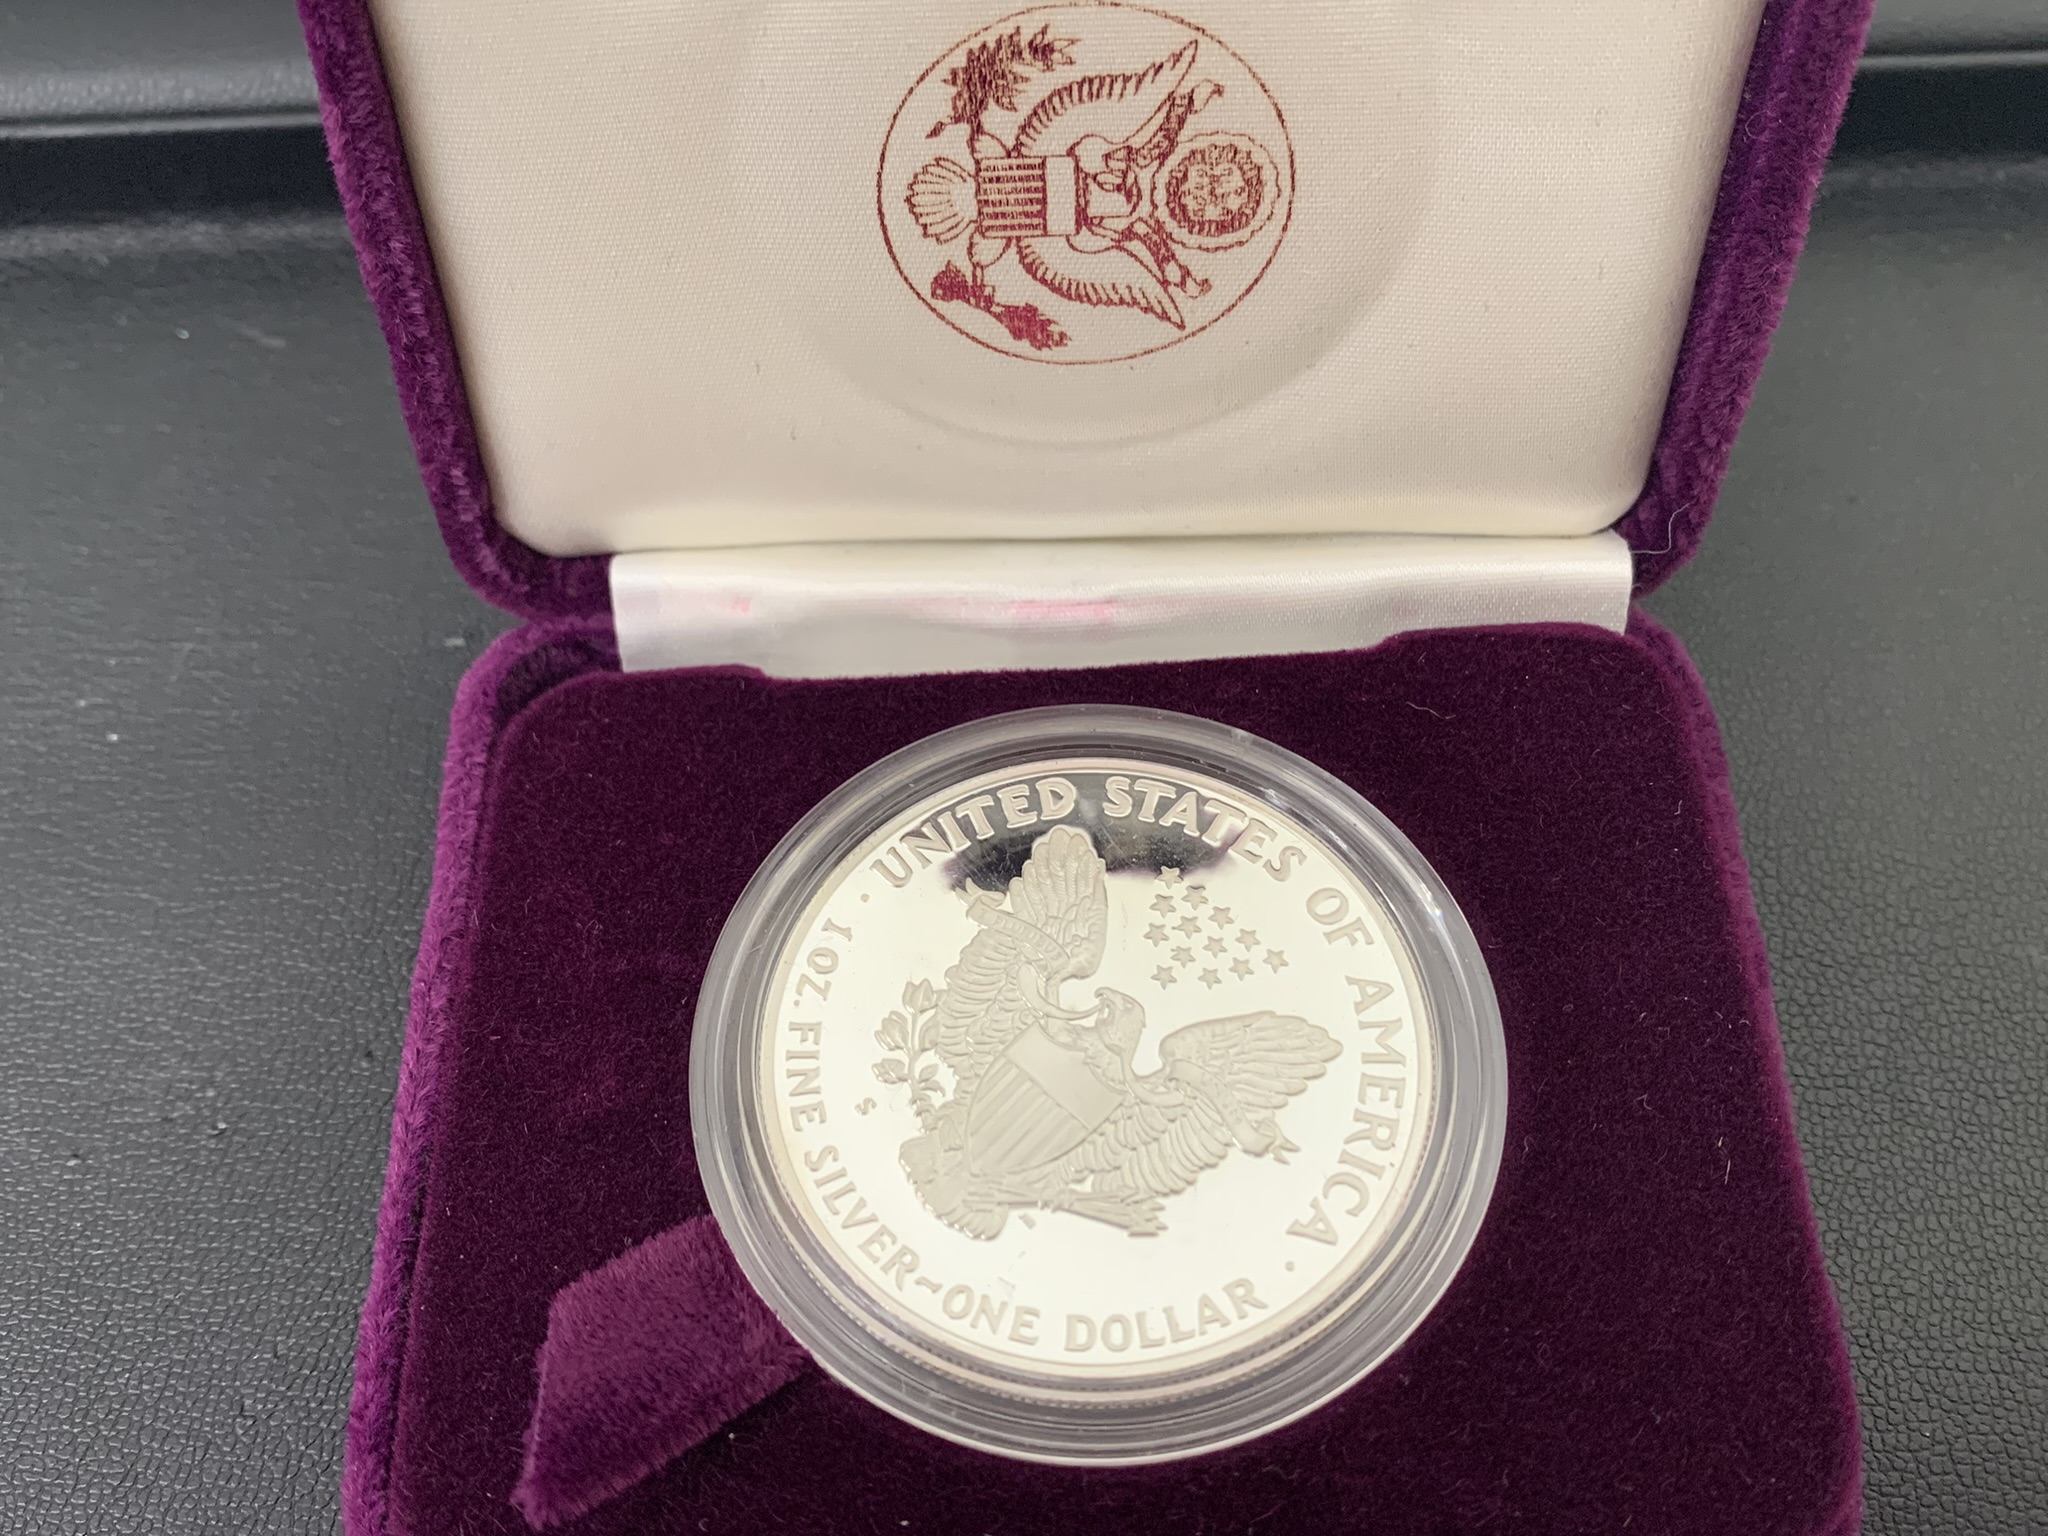 UNITED STATES OF AMERICA
1 OZ. FINE SILVER~ONE DOLLAR
S